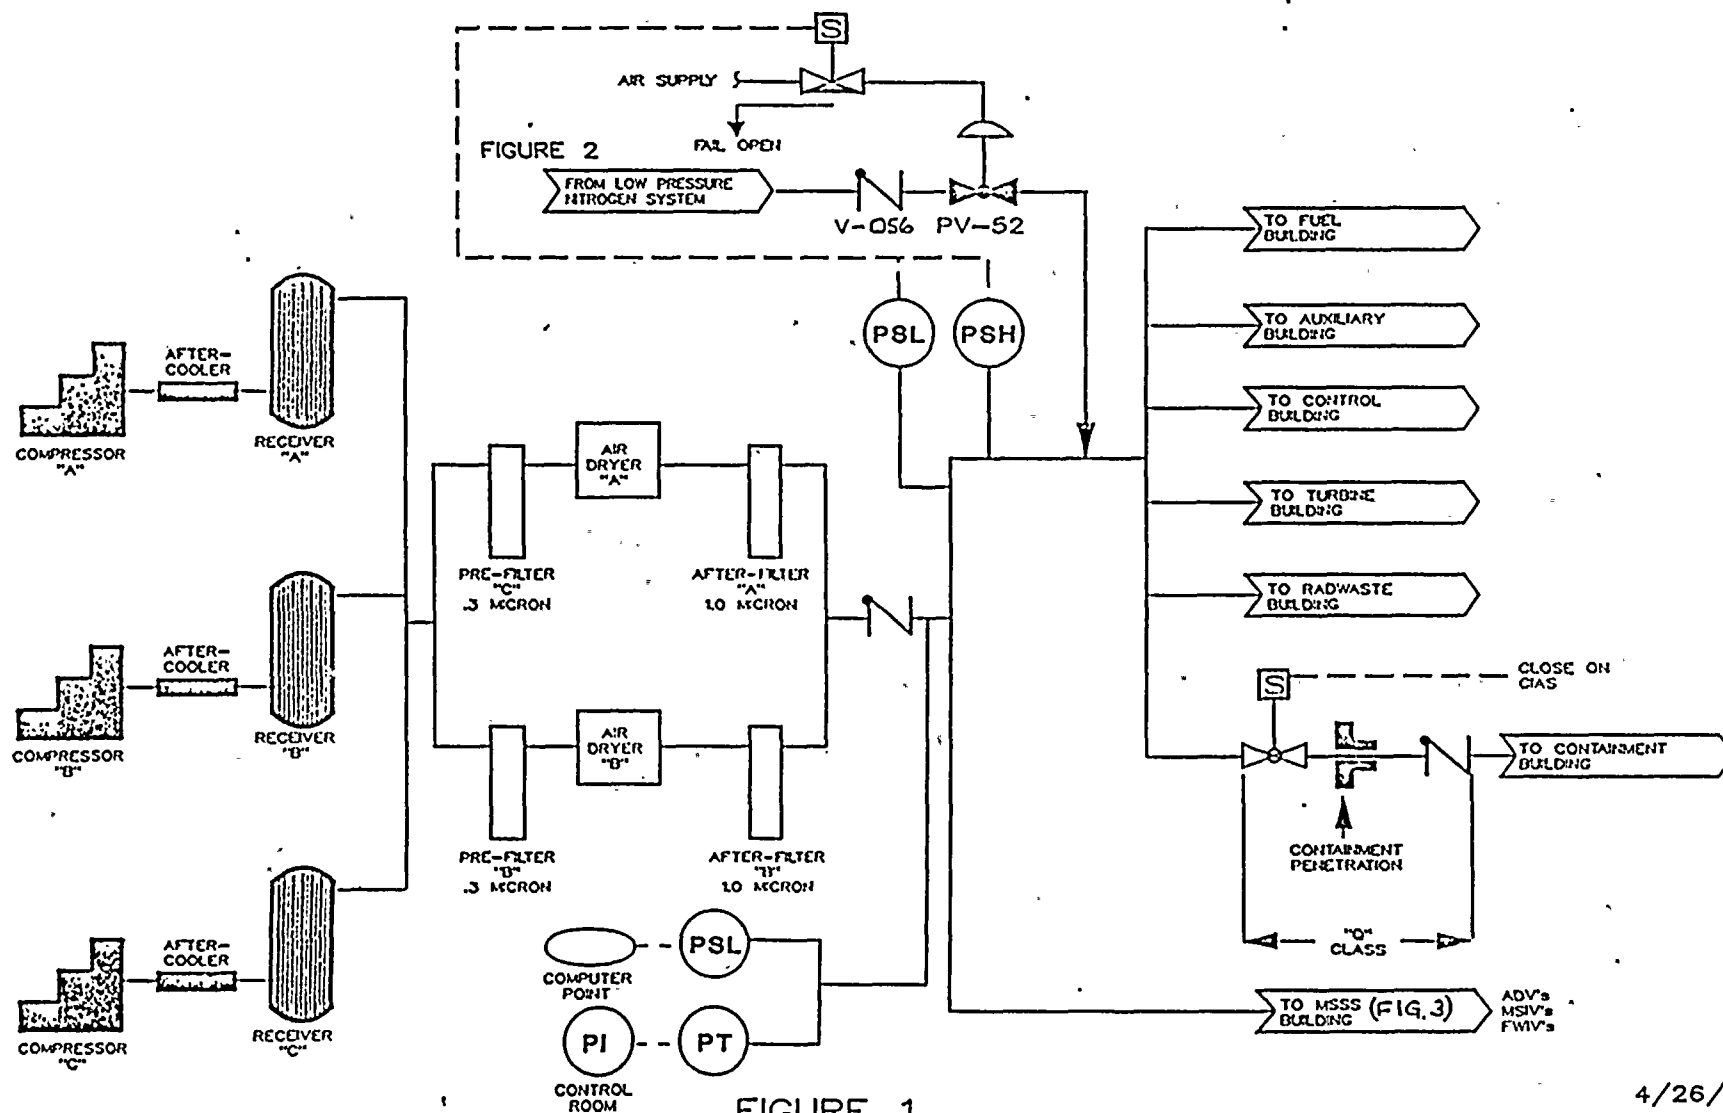 S
AIR SUPPLY
FAIL OPEN
FIGURE 2
FROM LOW PRESSURE
NITROGEN SYSTEM
V-056
PV-52
PSL
PSH
TO FUEL
BUILDING
TO AUXILIARY
BUILDING
TO CONTROL
BUILDING
TO TURBINE
BUILDING
TO RADWASTE
BUILDING
AFTER-
COOLER
COMPRESSOR
"A"
RECEIVER
"A"
AIR
DRYER
"A"
PRE-FILTER
"C"
.3 MICRON
AFTER-FILTER
"A"
1.0 MICRON
AFTER-
COOLER
COMPRESSOR
"B"
RECEIVER
"B"
AIR
DRYER
"B"
PRE-FILTER
"B"
.3 MICRON
AFTER-FILTER
"B"
1.0 MICRON
S
CLOSE ON
CIAS
TO CONTAINMENT
BUILDING
CONTAINMENT
PENETRATION
"Q"
CLASS
AFTER-
COOLER
COMPRESSOR
"C"
RECEIVER
"C"
COMPUTER
POINT
PSL
PI
PT
CONTROL
ROOM
TO MSSS (FIG.3)
BUILDING
ADV's
MSIV's
FWIV's
FIGURE 1
4/26/